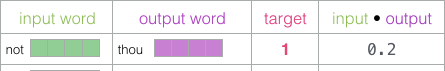 input word output word target input • output
not thou 1 0.2